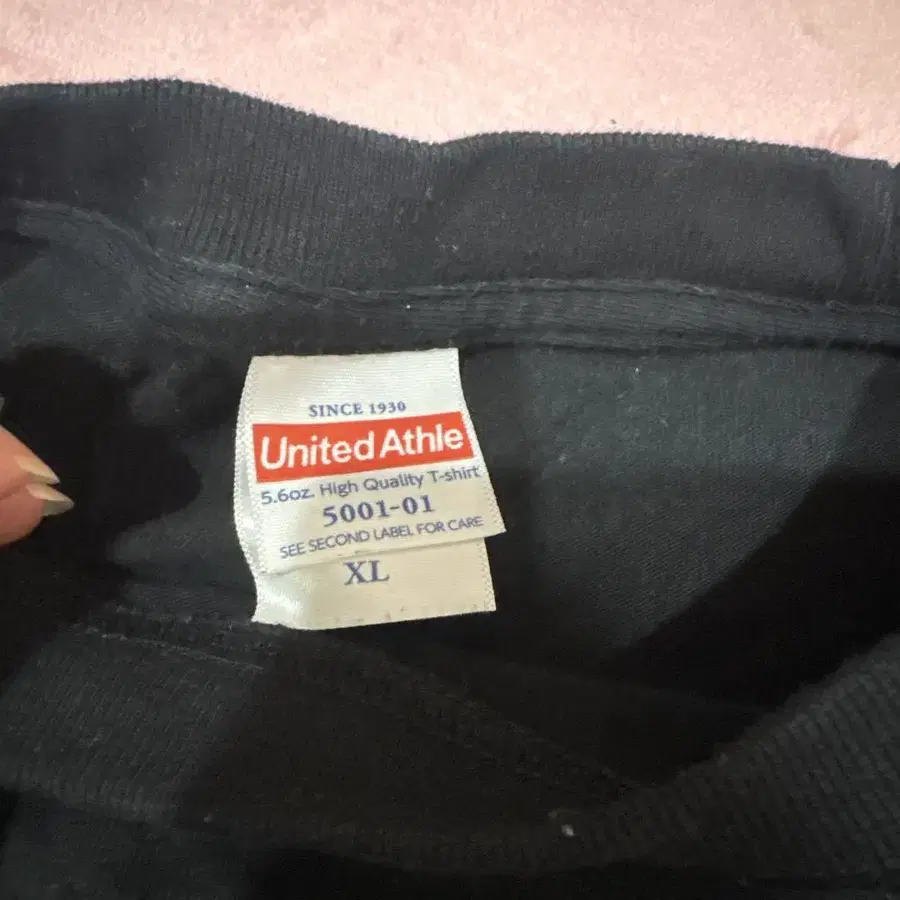 SINCE 1930
United Athle
5.6oz. High Quality T-shirt
5001-01
SEE SECOND LABEL FOR CARE
XL